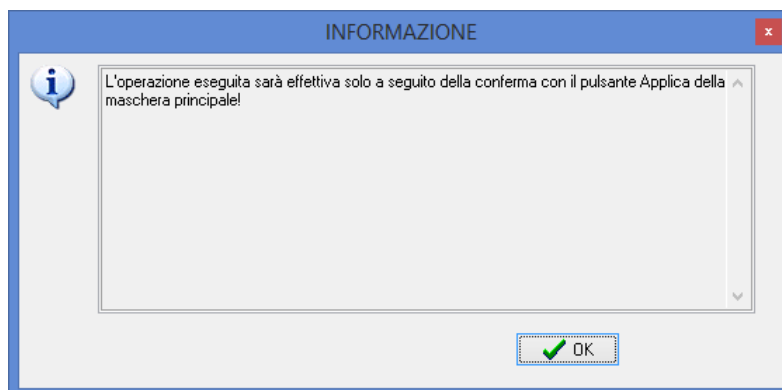 INFORMAZIONE
x
L'operazione eseguita sarà effettiva solo a seguito della conferma con il pulsante Applica della
maschera principale!
OK